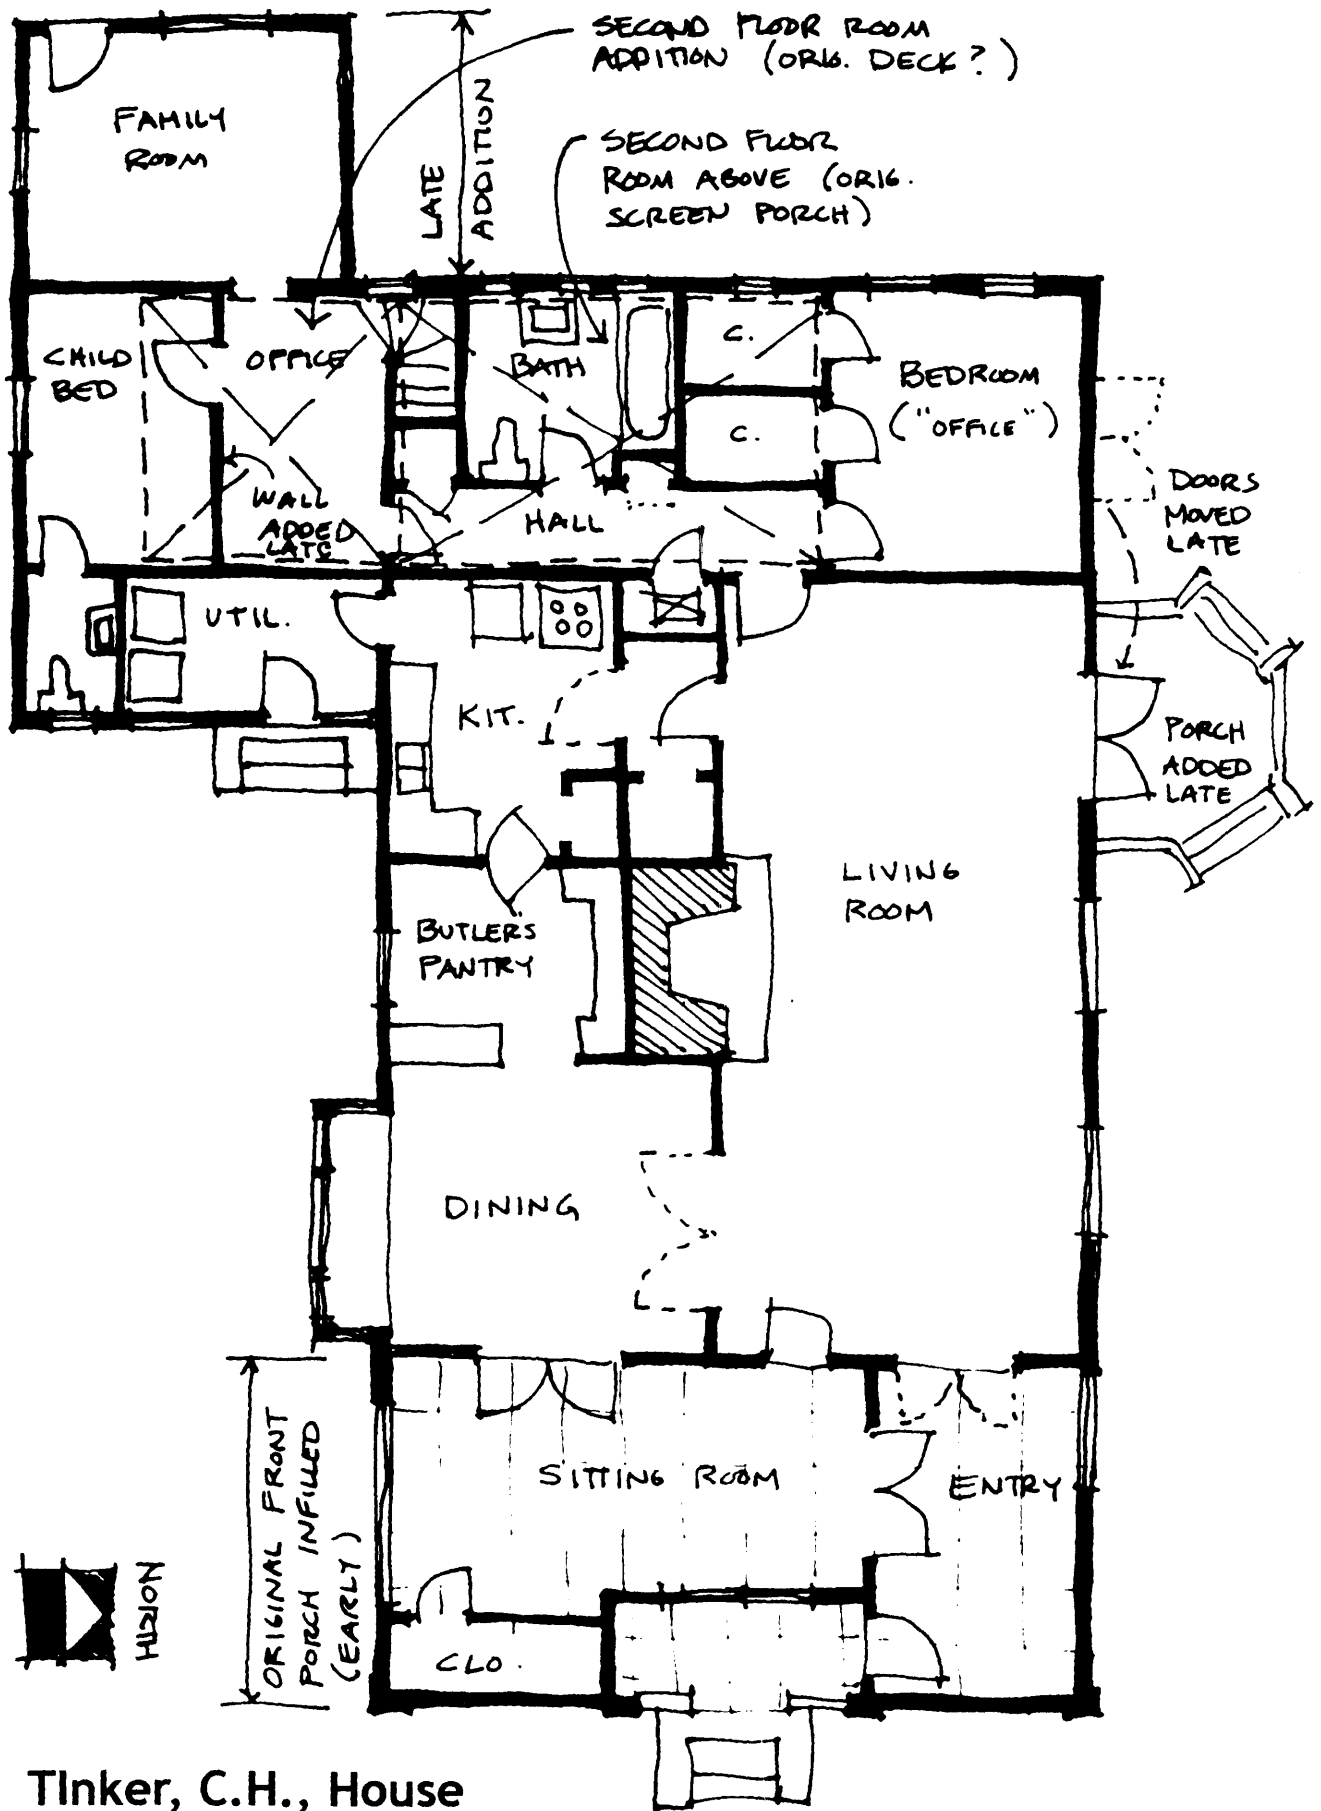 SECOND FLOOR ROOM
ADDITION (ORIG. DECK?)
FAMILY
ROOM
LATE
ADDITION
SECOND FLOOR
ROOM ABOVE (ORIG.
SCREEN PORCH)
CHILD
BED
OFFICE
BATH
C.
C.
BEDROOM
("OFFICE")
WALL
ADDED
LATE
HALL
DOORS
MOVED
LATE
UTIL.
KIT.
PORCH
ADDED
LATE
LIVING
ROOM
BUTLER'S
PANTRY
DINING
SITTING ROOM
ENTRY
ORIGINAL FRONT
PORCH INFILLED
(EARLY)
NORTH
CLO.
Tinker, C.H., House